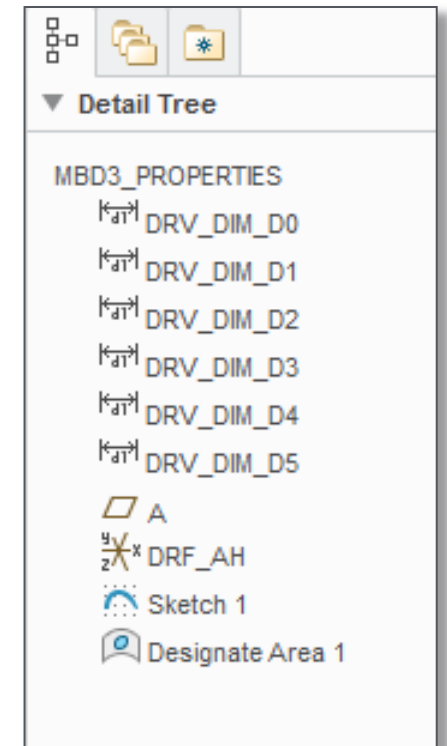 Detail Tree
MBD3_PROPERTIES
DRV_DIM_D0
DRV_DIM_D1
DRV_DIM_D2
DRV_DIM_D3
DRV_DIM_D4
DRV_DIM_D5
A
DRF_AH
Sketch 1
Designate Area 1